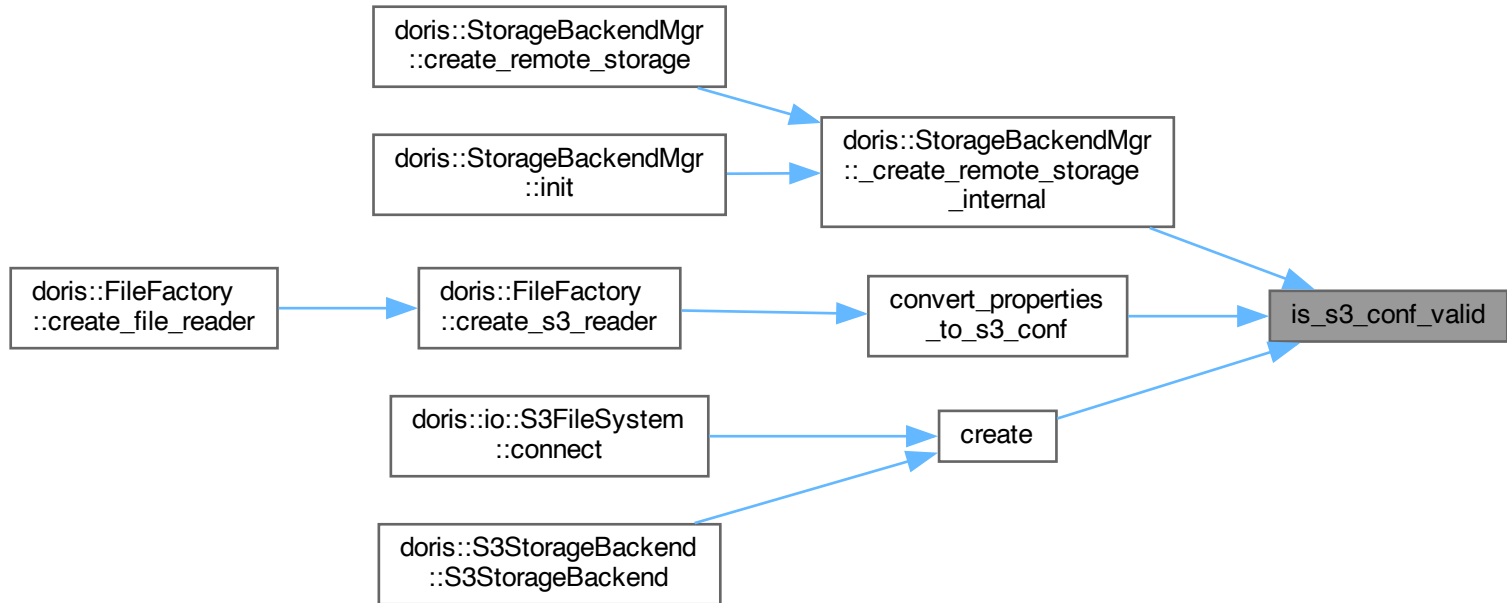 doris::StorageBackendMgr
::create_remote_storage
doris::StorageBackendMgr
::init
doris::StorageBackendMgr
::_create_remote_storage
_internal
doris::FileFactory
::create_file_reader
doris::FileFactory
::create_s3_reader
convert_properties
_to_s3_conf
is_s3_conf_valid
doris::io::S3FileSystem
::connect
create
doris::S3StorageBackend
::S3StorageBackend